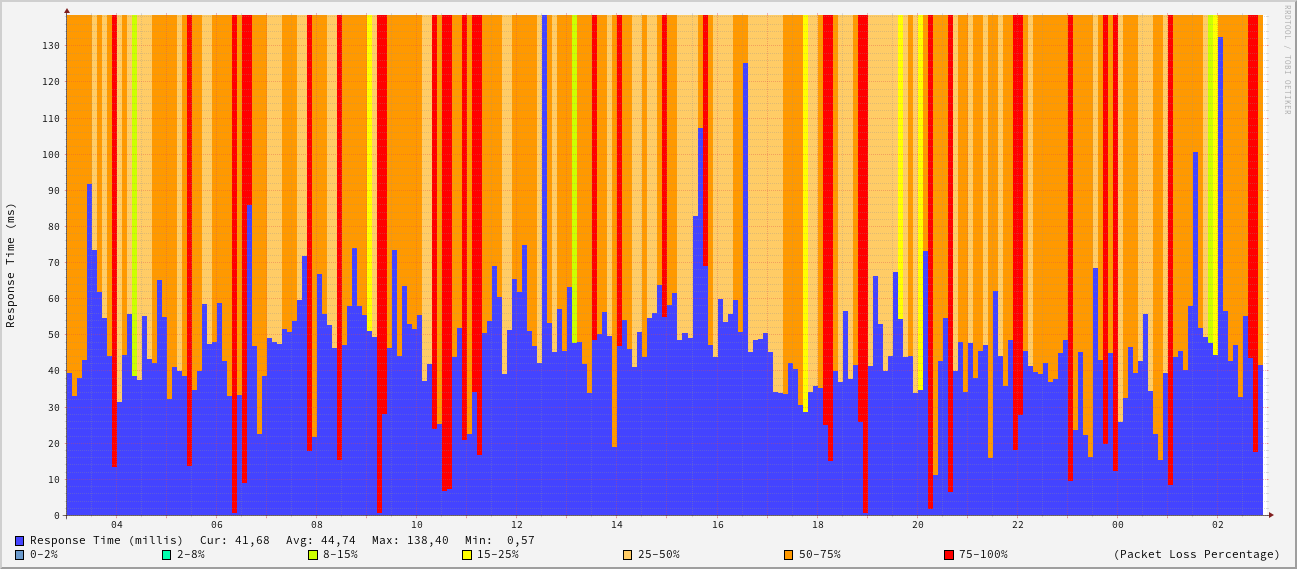 RRDTOOL / TOBI OETIKER
Response Time (ms)
130
120
110
100
90
80
70
60
50
40
30
20
10
0
04 06 08 10 12 14 16 18 20 22 00 02
Response Time (millis) Cur: 41,68 Avg: 44,74 Max: 138,40 Min: 0,57
0-2% 2-8% 8-15% 15-25% 25-50% 50-75% 75-100% (Packet Loss Percentage)